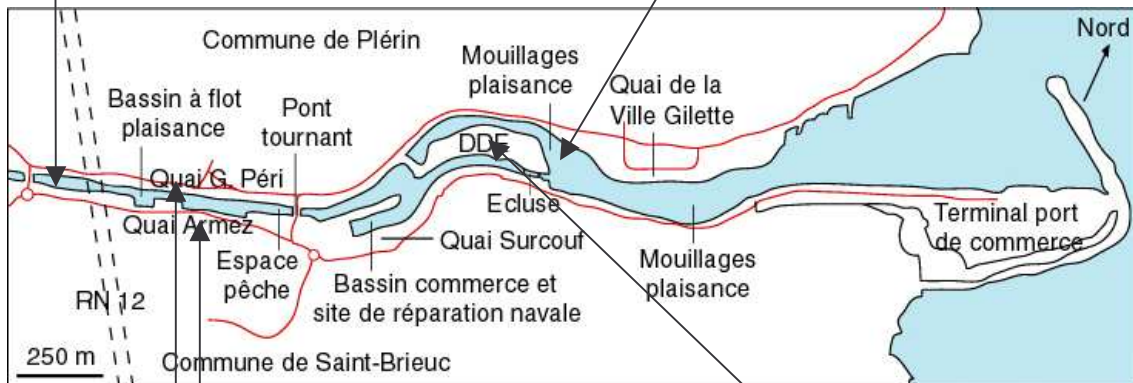 Commune de Plérin
Mouillages
plaisance
Nord
Quai de la
Ville Gilette
Bassin à flot
plaisance
Pont
tournant
DDE
Quai G. Péri
Ecluse
Quai Armez
Quai Surcouf
Terminal port
de commerce
Espace
pêche
Mouillages
plaisance
Bassin commerce et
site de réparation navale
RN 12
250 m
Commune de Saint-Brieuc